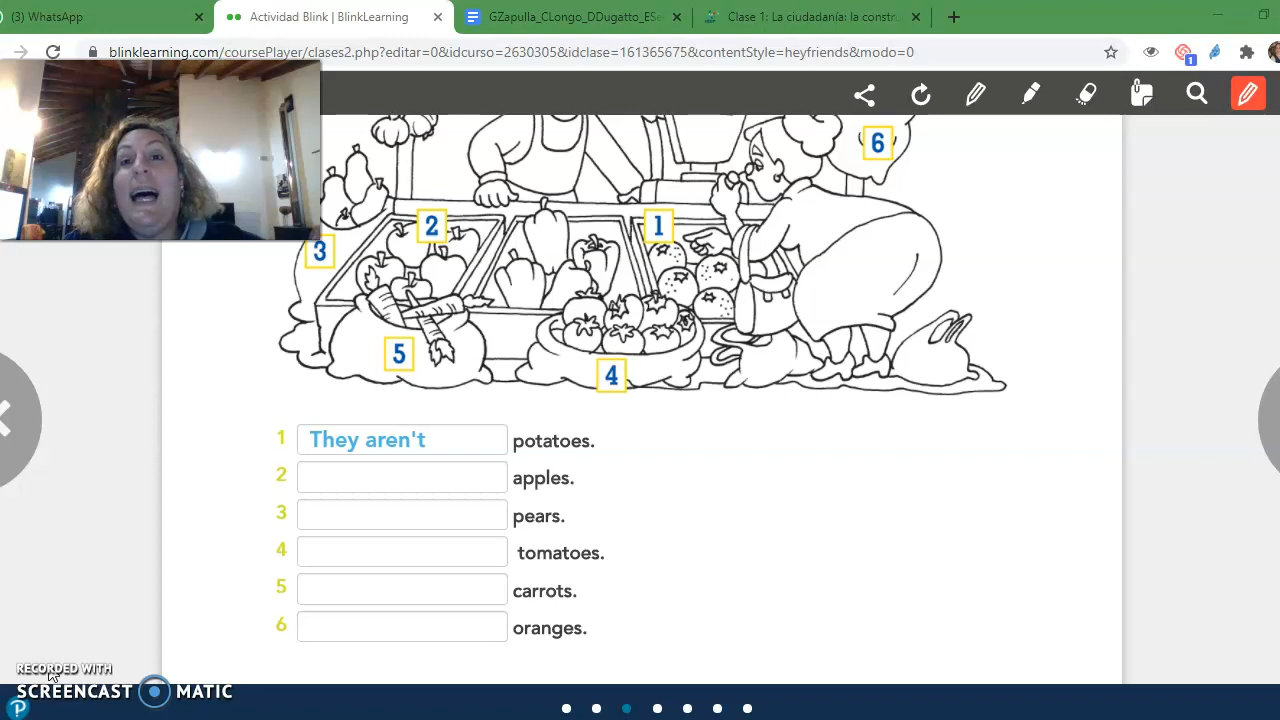 (3) WhatsApp
Actividad Blink | BlinkLearning
GZapulla_CLongo_DDugatto_ESe
Clase 1: La ciudadanía: la constru
blinklearning.com/coursePlayer/clases2.php?editar=0&idcurso=2630305&idclase=161365675&contentStyle=heyfriends&modo=0
1
6
2
1
3
5
4
1 They aren't potatoes.
2 apples.
3 pears.
4 tomatoes.
5 carrots.
6 oranges.
RECORDED WITH
SCREENCAST MATIC